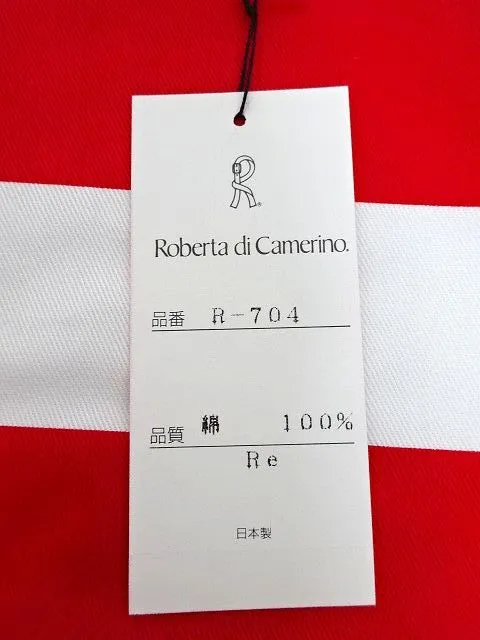 R®
Roberta di Camerino.
品番 R-704
品質 綿 100%
Re
日本製